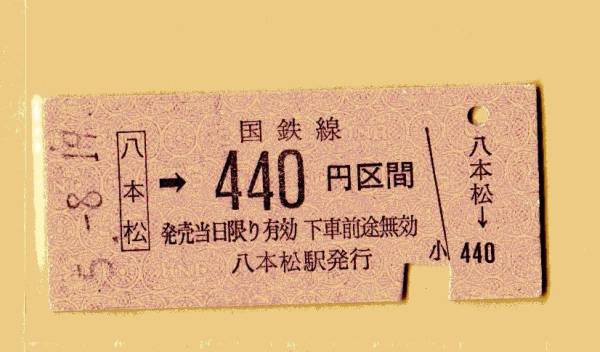 国鉄線
八本松 ➡ 440 円区間
発売当日限り有効 下車前途無効
八本松駅発行
八本松→
小 440